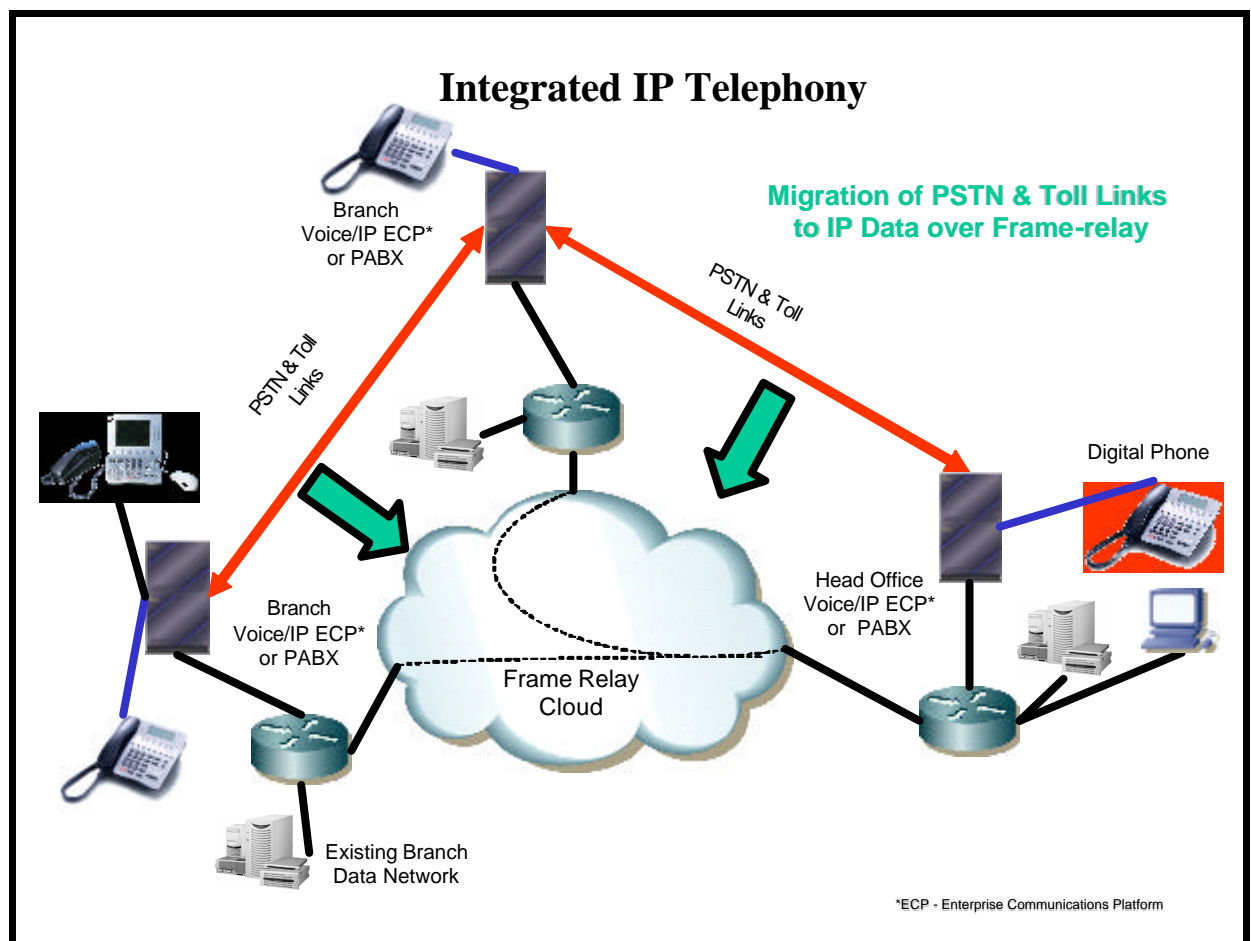 Integrated IP Telephony
Branch
Voice/IP ECP*
or PABX
Migration of PSTN & Toll Links
to IP Data over Frame-relay
PSTN & Toll
Links
PSTN & Toll
Links
Digital Phone
Branch
Voice/IP ECP*
or PABX
Head Office
Voice/IP ECP*
or PABX
Frame Relay
Cloud
Existing Branch
Data Network
*ECP - Enterprise Communications Platform